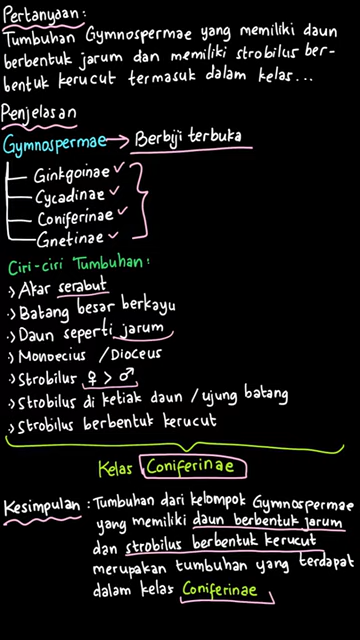 Pertanyaan :
Tumbuhan Gymnospermae yang memiliki daun
berbentuk jarum dan memiliki strobilus ber-
bentuk kerucut termasuk dalam kelas...
Penjelasan
Gymnospermae → Berbiji terbuka
Ginkgoinae ✓
Cycadinae ✓
Coniferinae ✓
Gnetinae ✓
Ciri-ciri Tumbuhan :
Akar serabut
Batang besar berkayu
Daun seperti jarum
Monoecius / Dioceus
Strobilus ♀ > ♂
Strobilus di ketiak daun / ujung batang
Strobilus berbentuk kerucut
Kelas Coniferinae
Kesimpulan : Tumbuhan dari kelompok Gymnospermae
yang memiliki daun berbentuk jarum
dan strobilus berbentuk kerucut
merupakan tumbuhan yang terdapat
dalam kelas Coniferinae